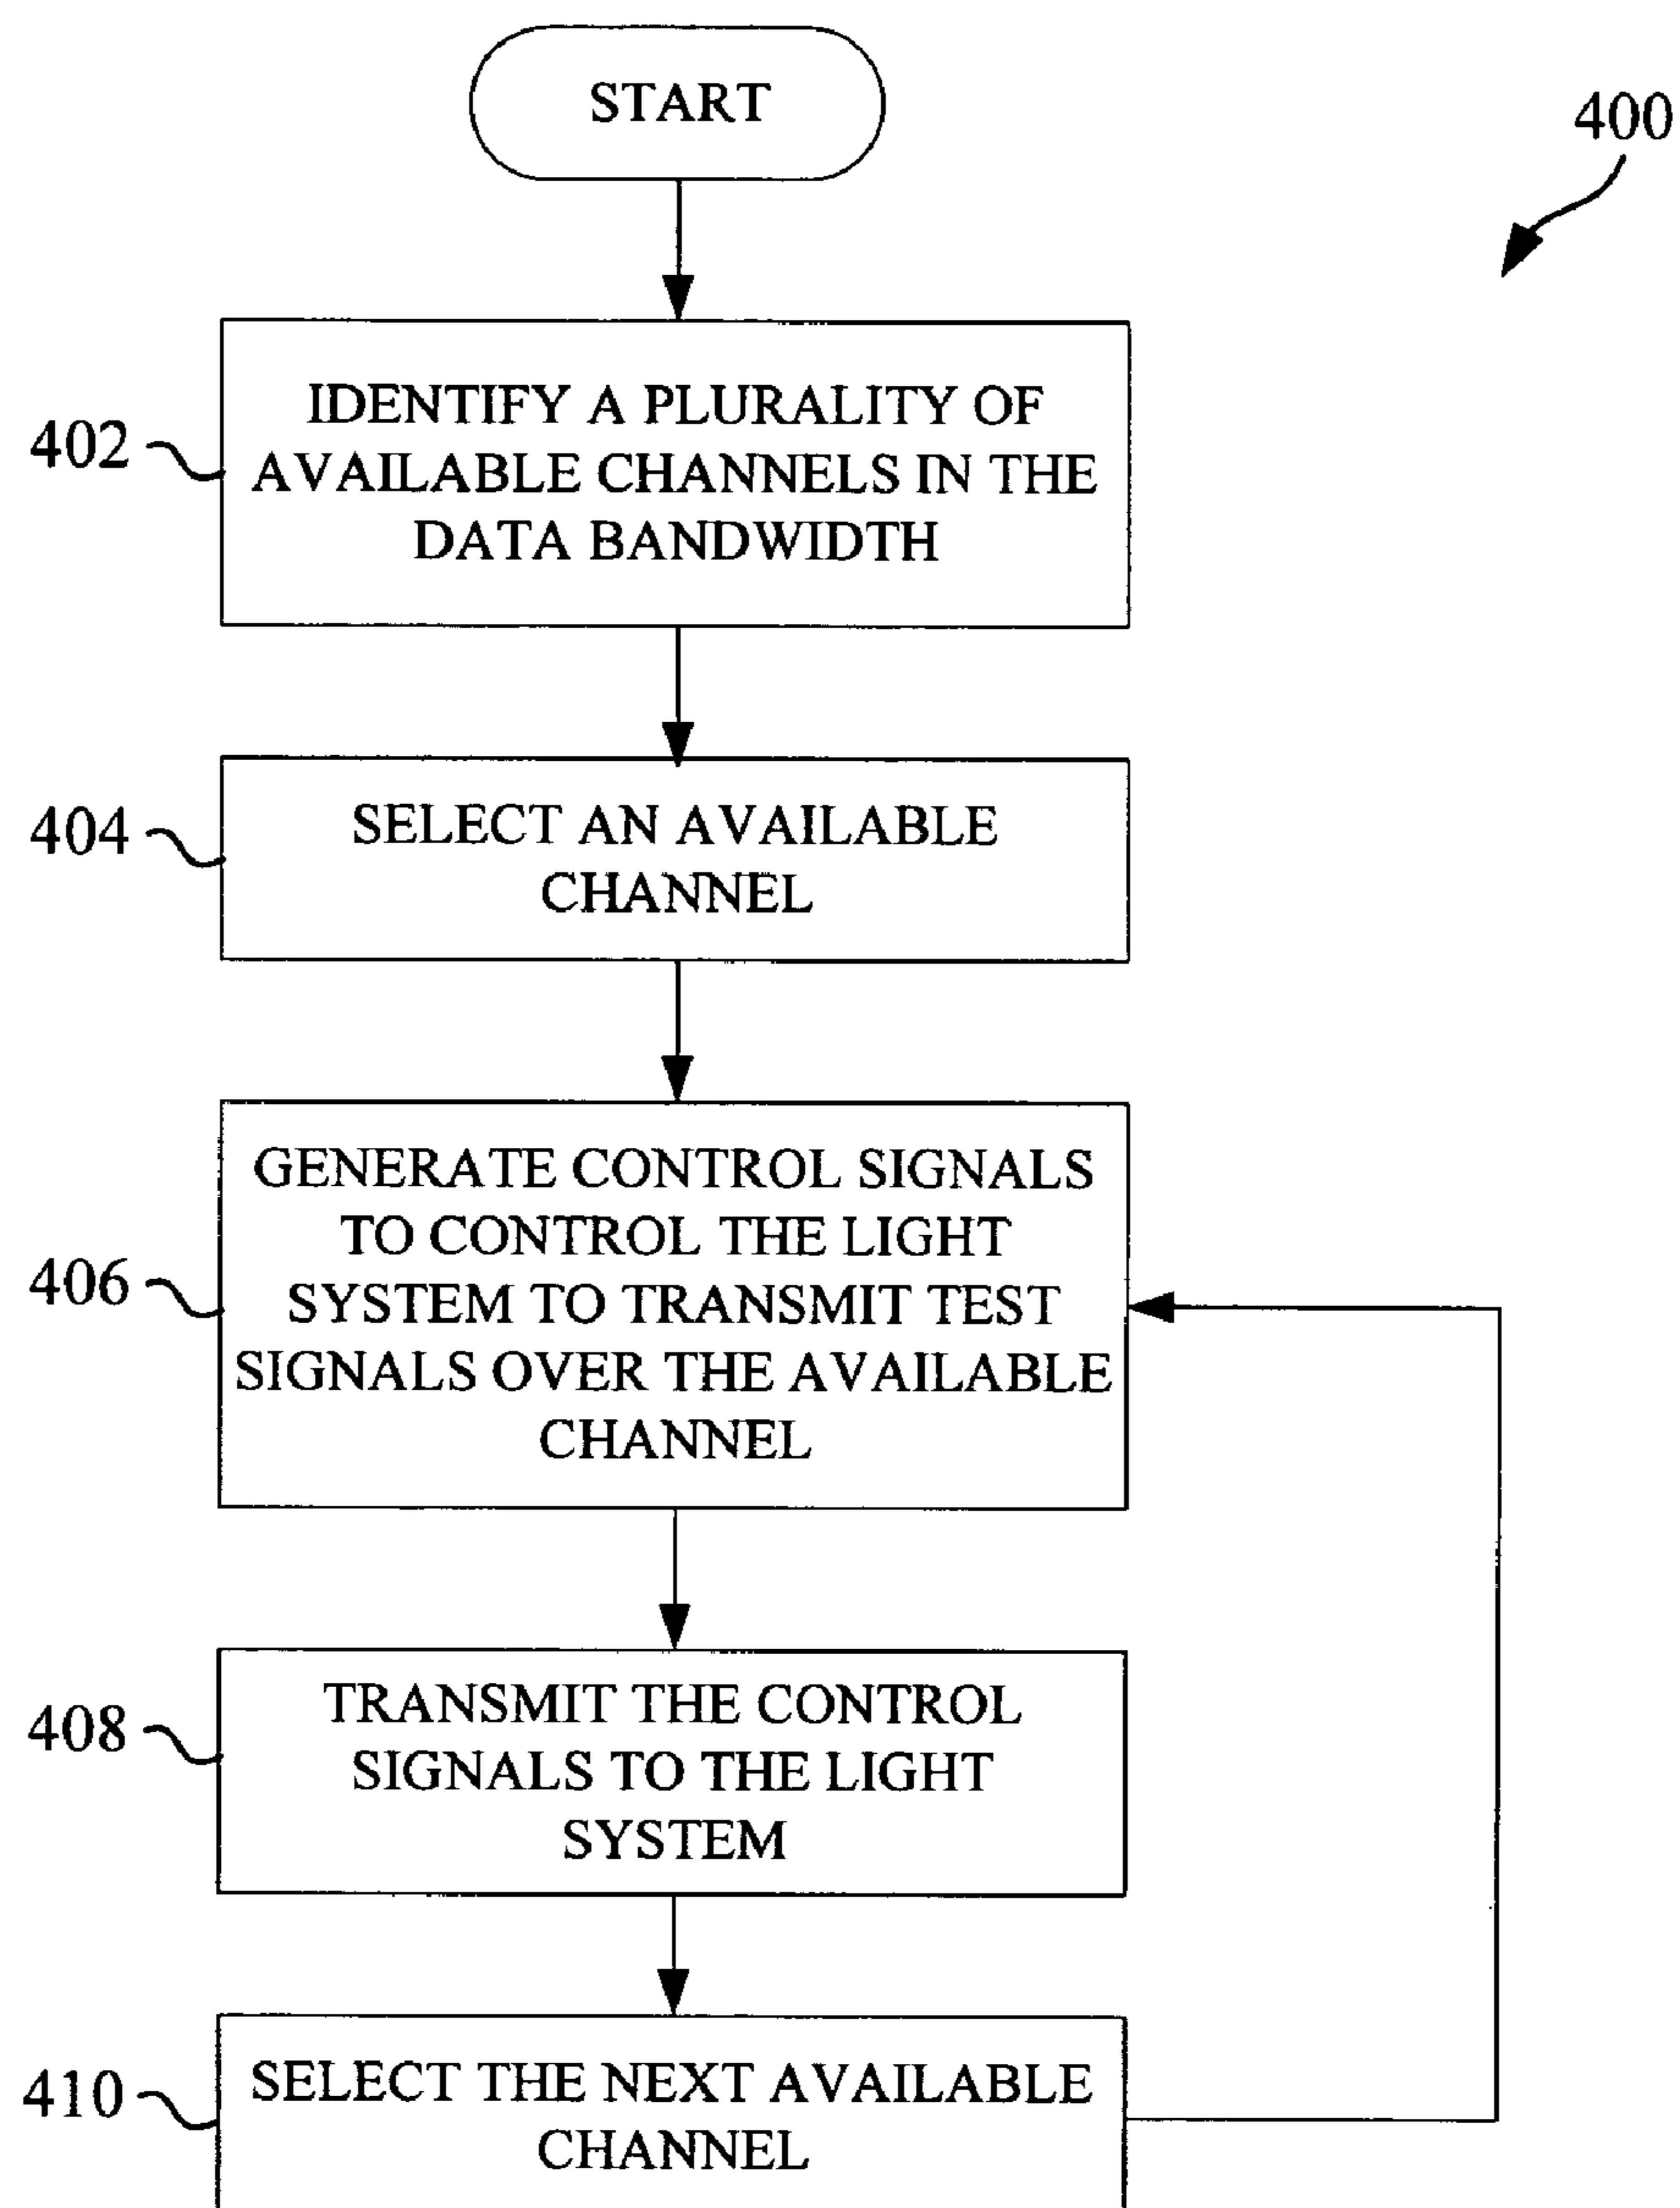 START
400
402
IDENTIFY A PLURALITY OF
AVAILABLE CHANNELS IN THE
DATA BANDWIDTH
404
SELECT AN AVAILABLE
CHANNEL
406
GENERATE CONTROL SIGNALS
TO CONTROL THE LIGHT
SYSTEM TO TRANSMIT TEST
SIGNALS OVER THE AVAILABLE
CHANNEL
408
TRANSMIT THE CONTROL
SIGNALS TO THE LIGHT
SYSTEM
410
SELECT THE NEXT AVAILABLE
CHANNEL